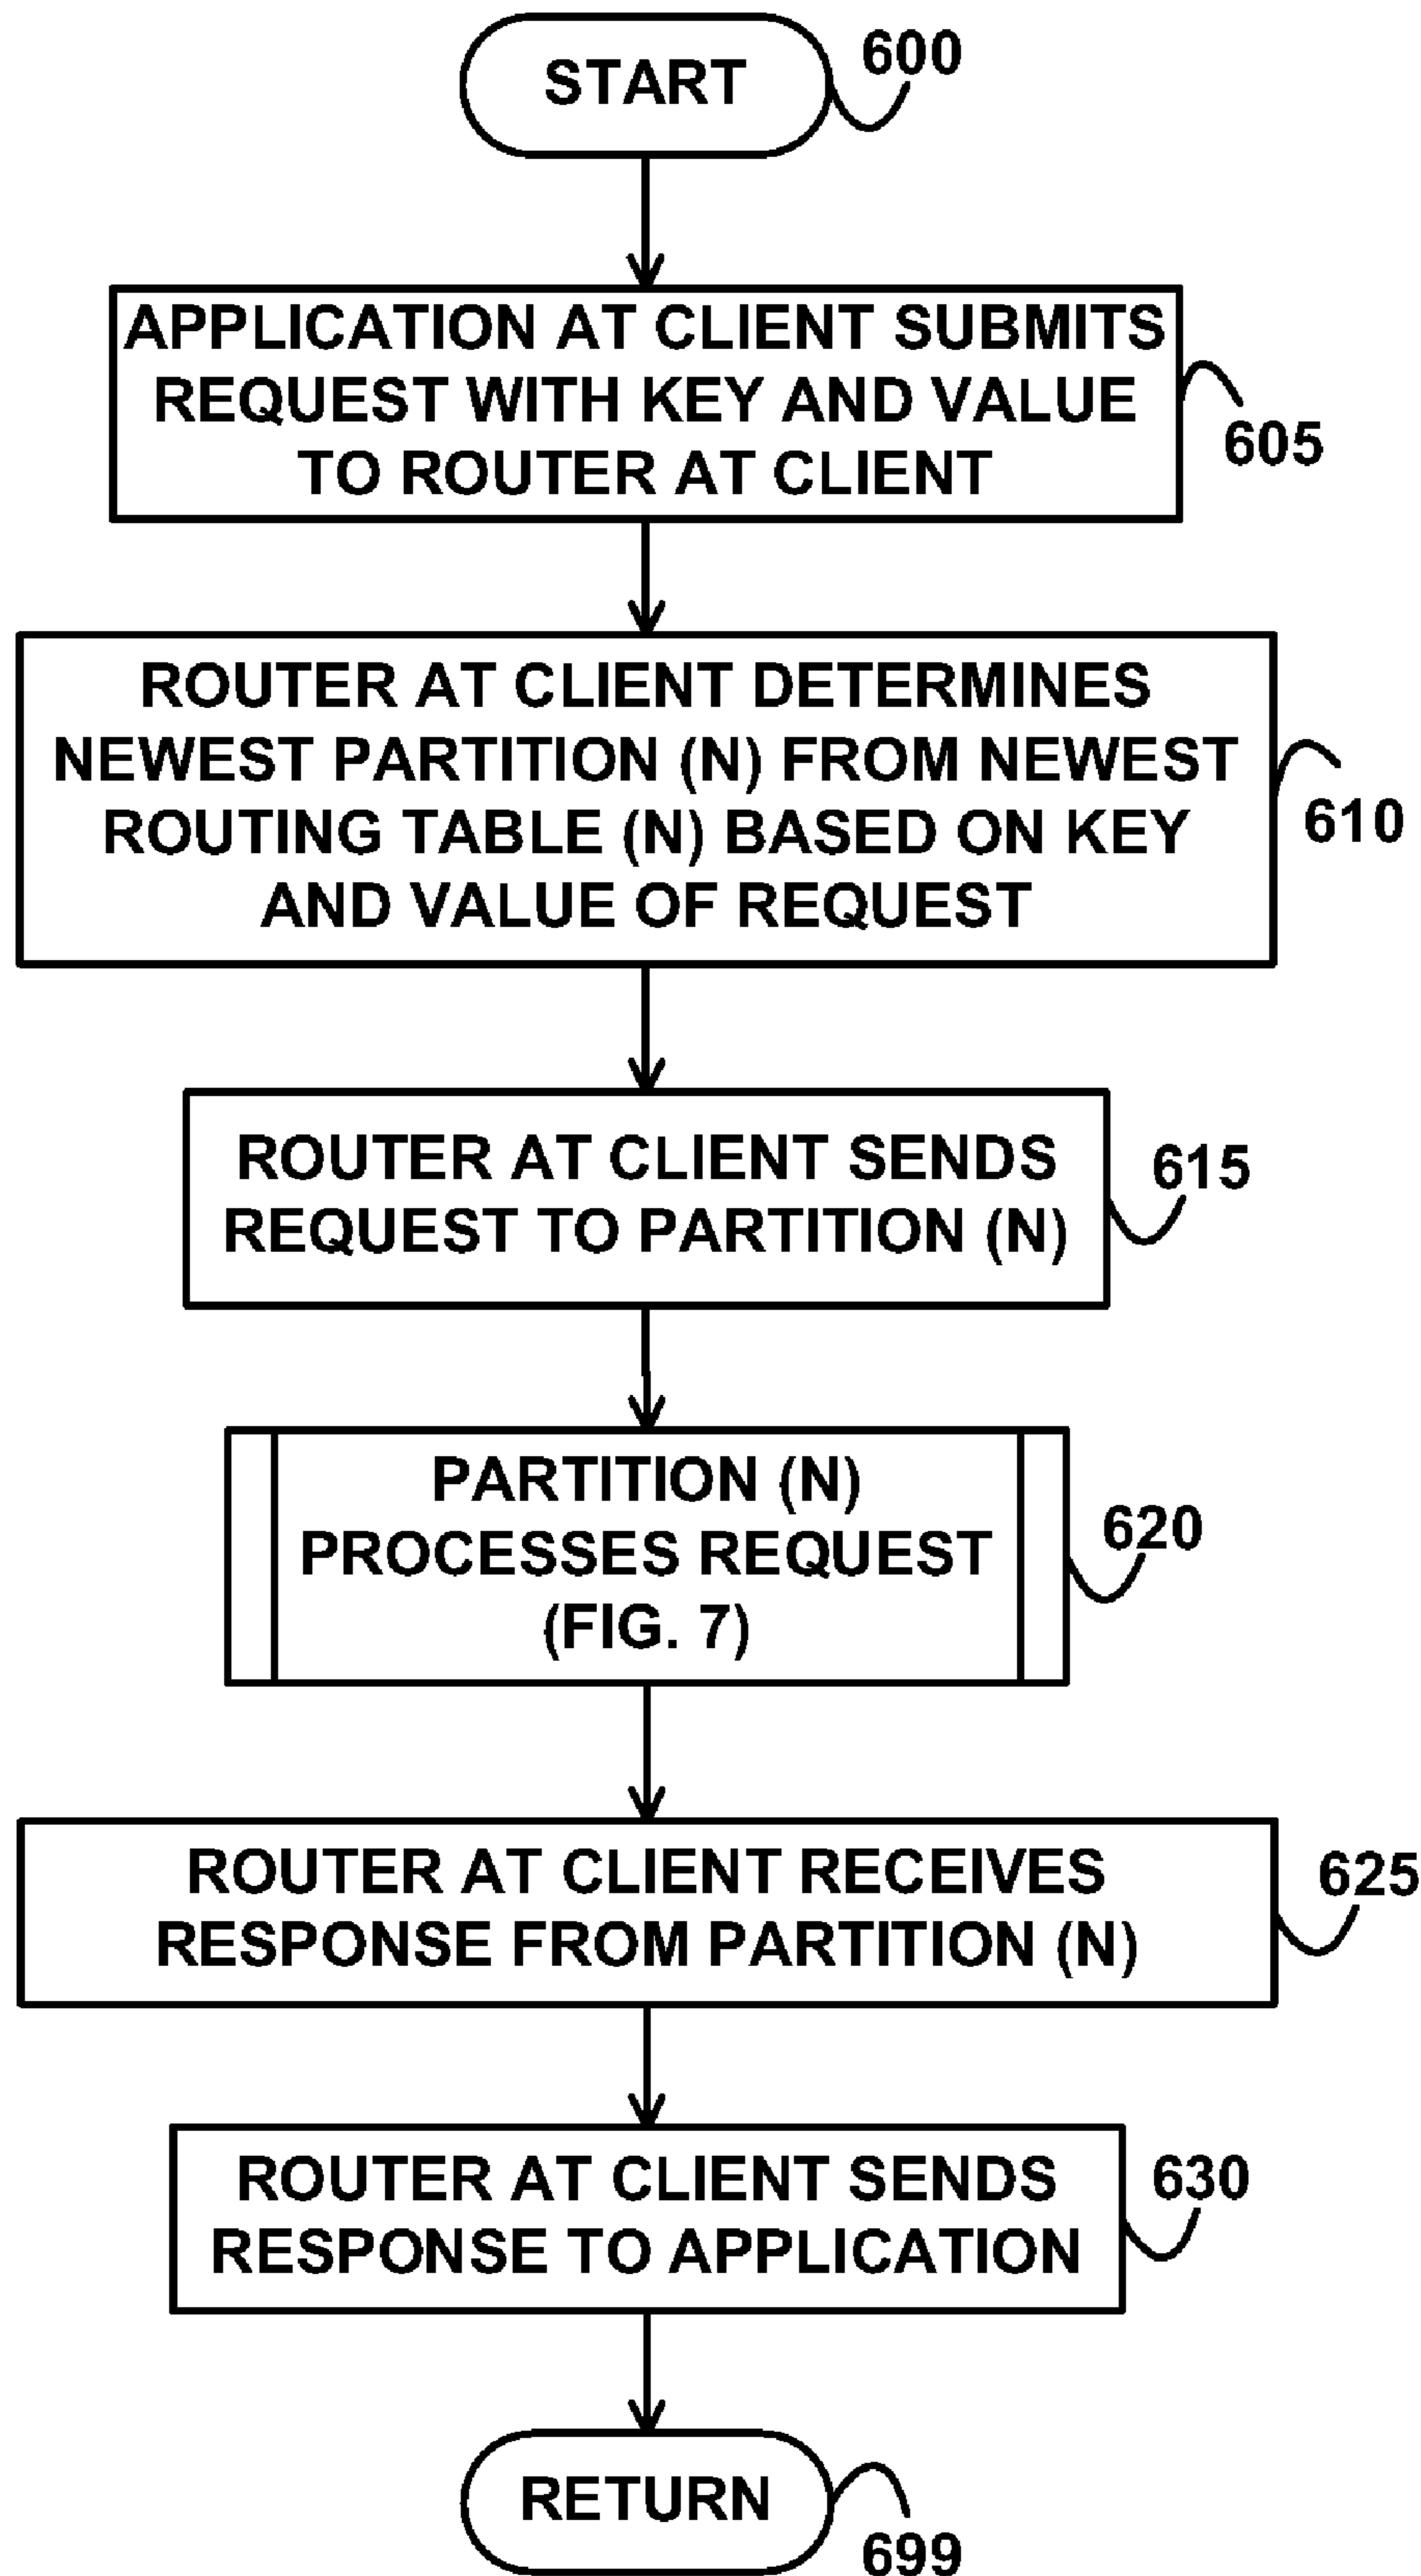 START
600
APPLICATION AT CLIENT SUBMITS
REQUEST WITH KEY AND VALUE
TO ROUTER AT CLIENT
605
ROUTER AT CLIENT DETERMINES
NEWEST PARTITION (N) FROM NEWEST
ROUTING TABLE (N) BASED ON KEY
AND VALUE OF REQUEST
610
ROUTER AT CLIENT SENDS
REQUEST TO PARTITION (N)
615
PARTITION (N)
PROCESSES REQUEST
(FIG. 7)
620
ROUTER AT CLIENT RECEIVES
RESPONSE FROM PARTITION (N)
625
ROUTER AT CLIENT SENDS
RESPONSE TO APPLICATION
630
RETURN
699